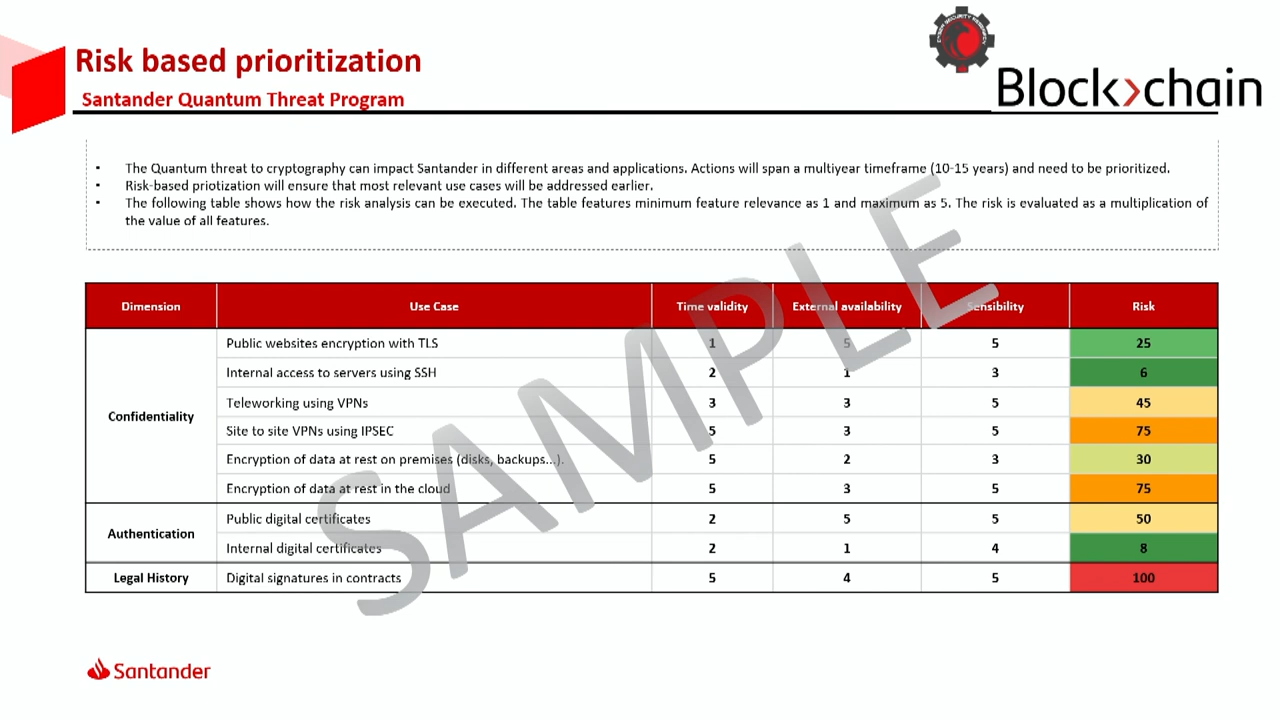 CYBER SECURITY RESEARCH
Risk based prioritization
Block>chain
Santander Quantum Threat Program
• The Quantum threat to cryptography can impact Santander in different areas and applications. Actions will span a multiyear timeframe (10-15 years) and need to be prioritized.
• Risk-based priotization will ensure that most relevant use cases will be addressed earlier.
• The following table shows how the risk analysis can be executed. The table features minimum feature relevance as 1 and maximum as 5. The risk is evaluated as a multiplication of
the value of all features.
Dimension Use Case Time validity External availability Sensibility Risk
Confidentiality
Public websites encryption with TLS 1 5 5 25
Internal access to servers using SSH 2 1 3 6
Teleworking using VPNs 3 3 5 45
Site to site VPNs using IPSEC 5 3 5 75
Encryption of data at rest on premises (disks, backups...). 5 2 3 30
Encryption of data at rest in the cloud 5 3 5 75
Authentication
Public digital certificates 2 5 5 50
Internal digital certificates 2 1 4 8
Legal History Digital signatures in contracts 5 4 5 100
SAMPLE
Santander